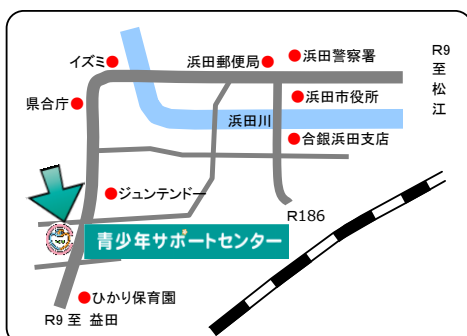 イズミ
浜田郵便局
浜田警察署
R9
至
松
江
県合庁
浜田市役所
浜田川
合銀浜田支店
ジュンテンドー
R186
青少年サポートセンター
ひかり保育園
R9 至 益田